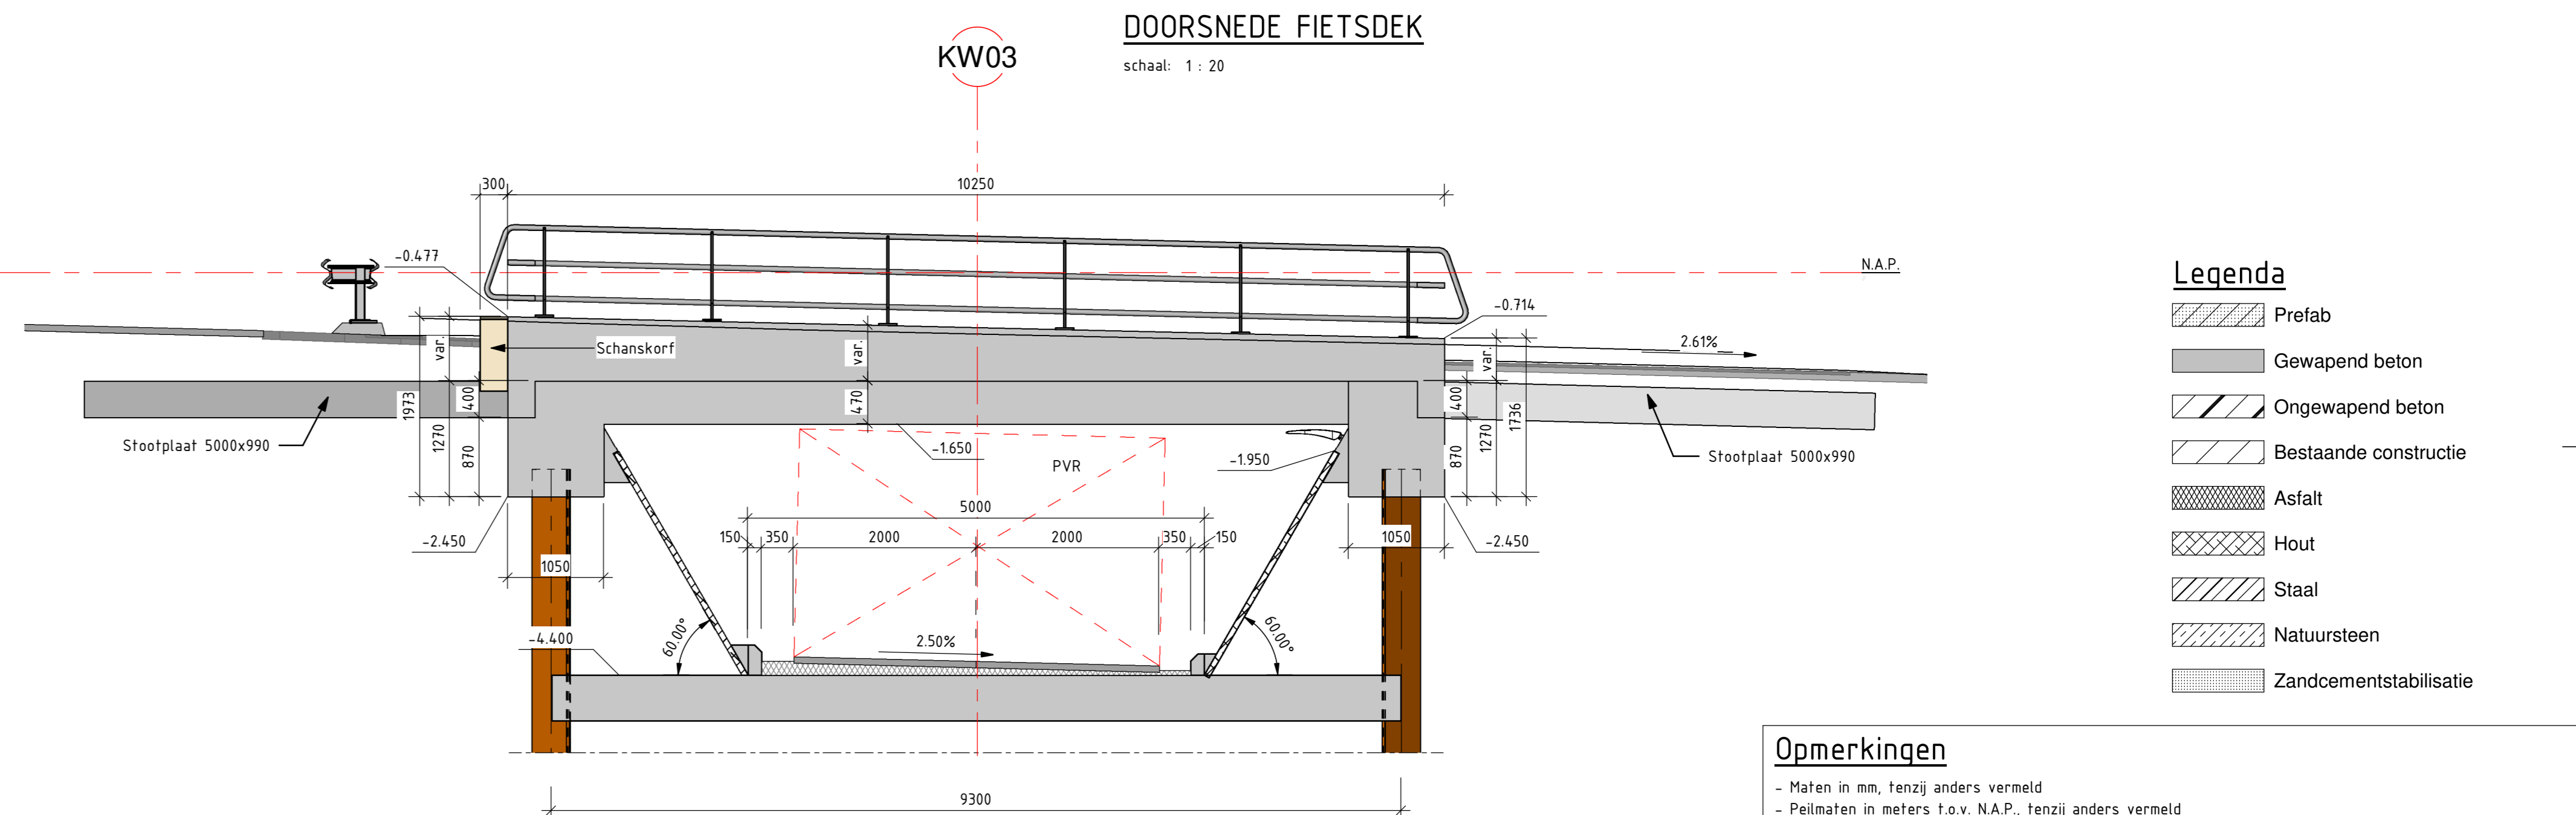 DOORSNEDE FIETSDEK
KW03
schaal: 1 : 20
300
10250
-0.477
N.A.P.
-0.714
2.61%
Schanskorf
var.
var.
var.
1973
1270
400
870
470
400
870
1270
1736
Stootplaat 5000x990
Stootplaat 5000x990
-1.650
PVR
-1.950
5000
150
350
2000
2000
350
150
-2.450
1050
1050
-2.450
-4.400
60.00°
2.50%
60.00°
9300
Legenda
Prefab
Gewapend beton
Ongewapend beton
Bestaande constructie
Asfalt
Hout
Staal
Natuursteen
Zandcementstabilisatie
Opmerkingen
- Maten in mm, tenzij anders vermeld
- Peilmaten in meters t.o.v. N.A.P., tenzij anders vermeld